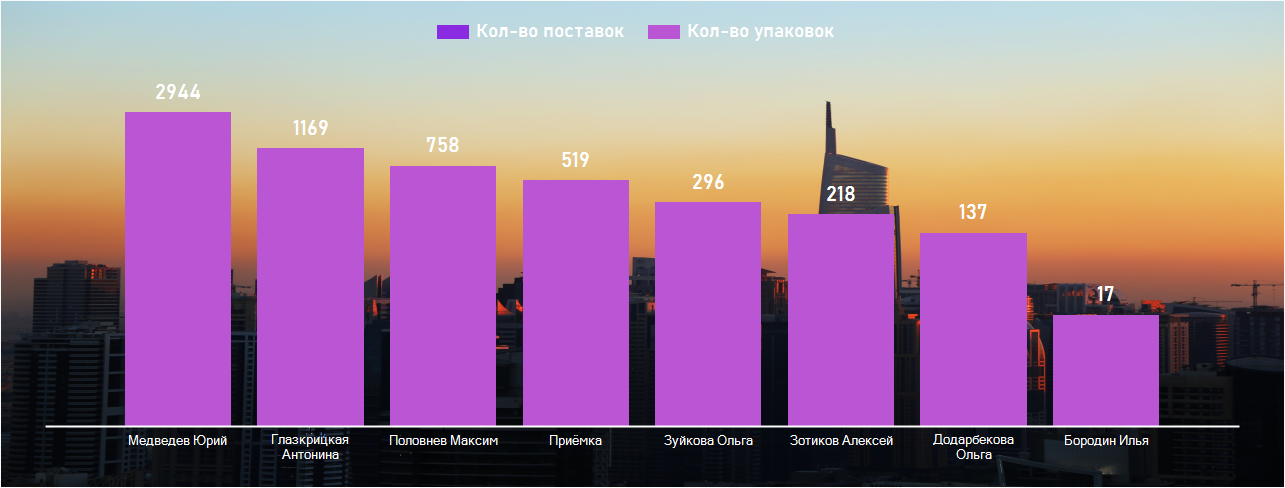 Кол-во поставок Кол-во упаковок
2944
1169
758
519
296
218
137
17
Медведев Юрий
Глазкрицкая
Антонина
Половнев Максим
Приёмка
Зуйкова Ольга
Зотиков Алексей
Додарбекова
Ольга
Бородин Илья